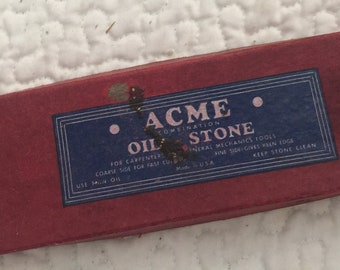 ACME
COMBINATION
OIL STONE
FOR CARPENTERS GENERAL MECHANICS TOOLS
COARSE SIDE FOR FAST FINE SIDE-GIVES KEEN EDGE
USE OIL U.S.A. KEEP STONE CLEAN